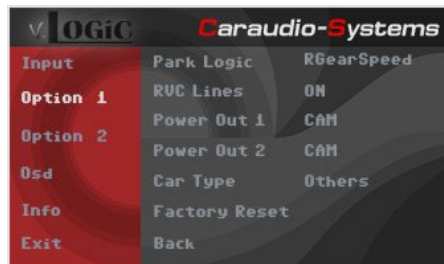 v.LOGiC Caraudio-Systems
Input Park Logic RGearSpeed
Option 1 RVC Lines ON
Power Out 1 CAM
Option 2 Power Out 2 CAM
Osd Car Type Others
Info Factory Reset
Exit Back